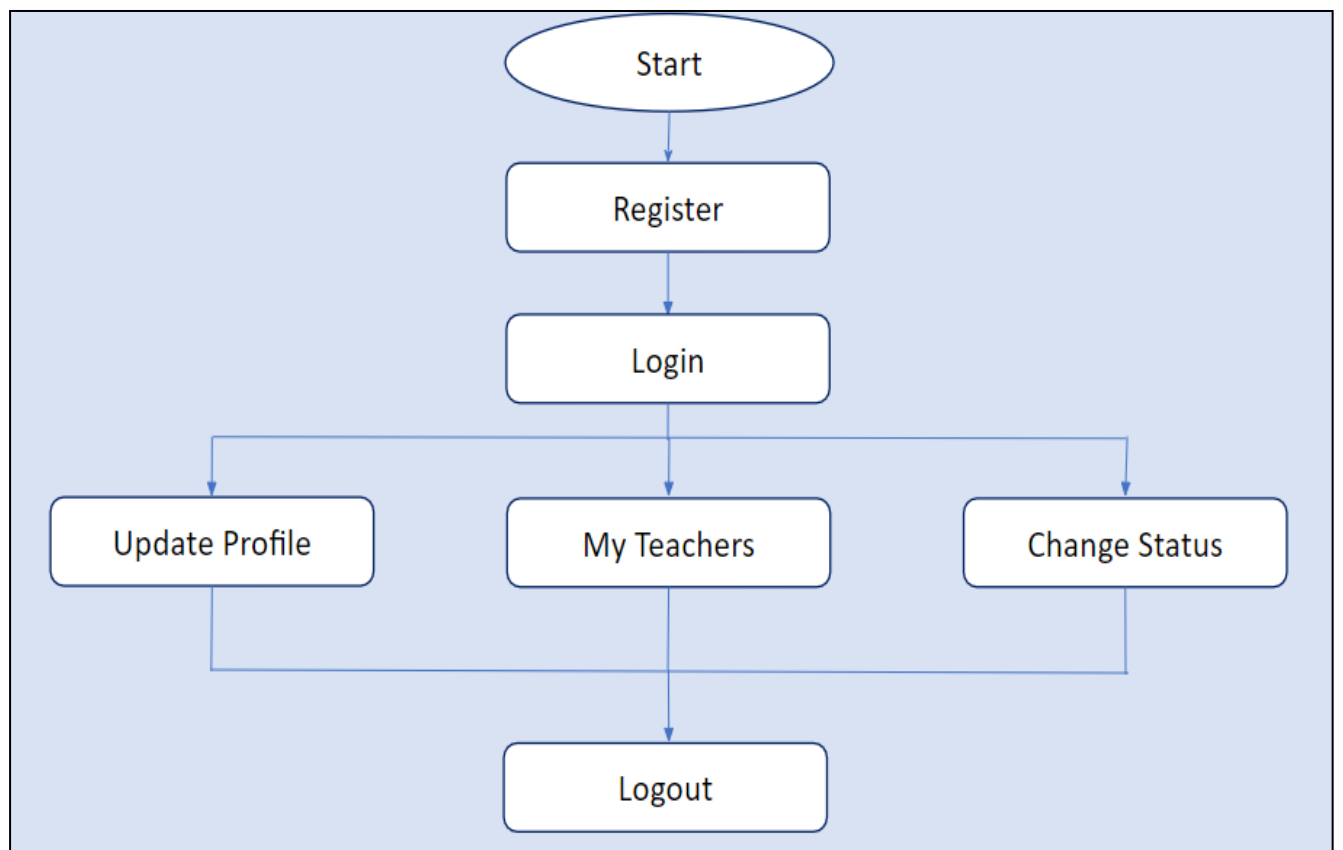 Start
Register
Login
Update Profile
My Teachers
Change Status
Logout